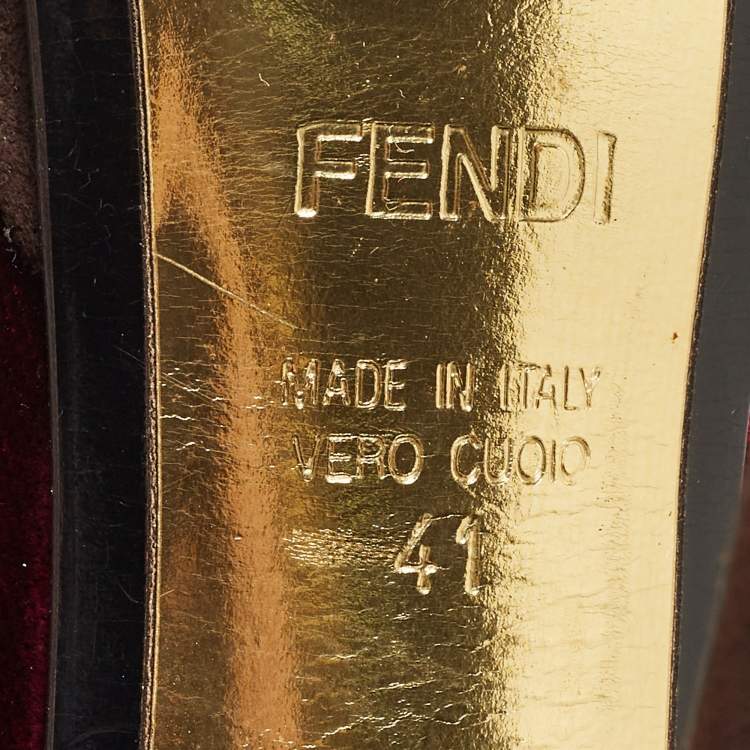 FENDI
MADE IN ITALY
VERO CUOIO
41